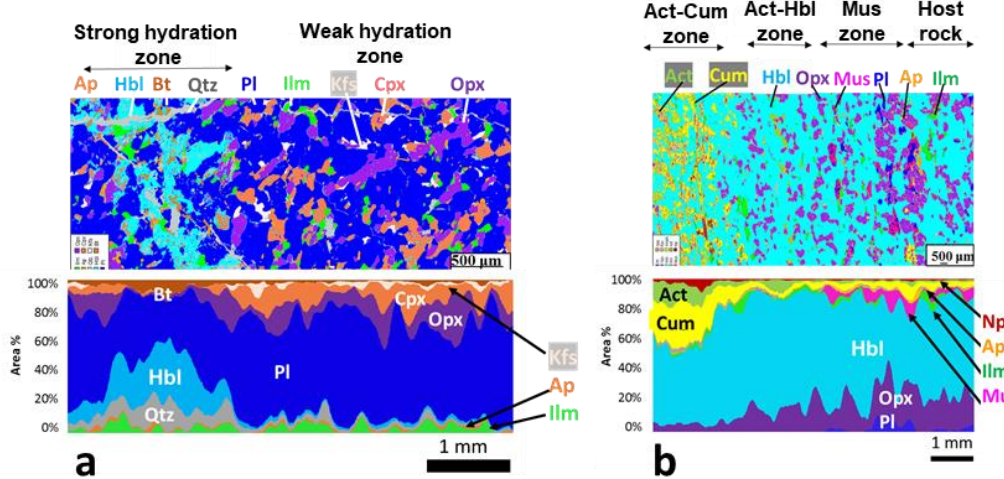 Strong hydration
zone
Weak hydration
zone
Ap Hbl Bt Qtz Pl Ilm Kfs Cpx Opx
500 µm
100%
80%
60%
40%
20%
0%
Area %
Bt
Cpx
Opx
Hbl
Pl
Qtz
Kfs
Ap
Ilm
1 mm
a
Act-Cum
zone
Act-Hbl
zone
Mus
zone
Host
rock
Act Cum Hbl Opx Mus Pl Ap Ilm
500 µm
100%
80%
60%
40%
20%
0%
Area %
Act
Cum
Hbl
Opx
Pl
Np
Ap
Ilm
Mu
1 mm
b